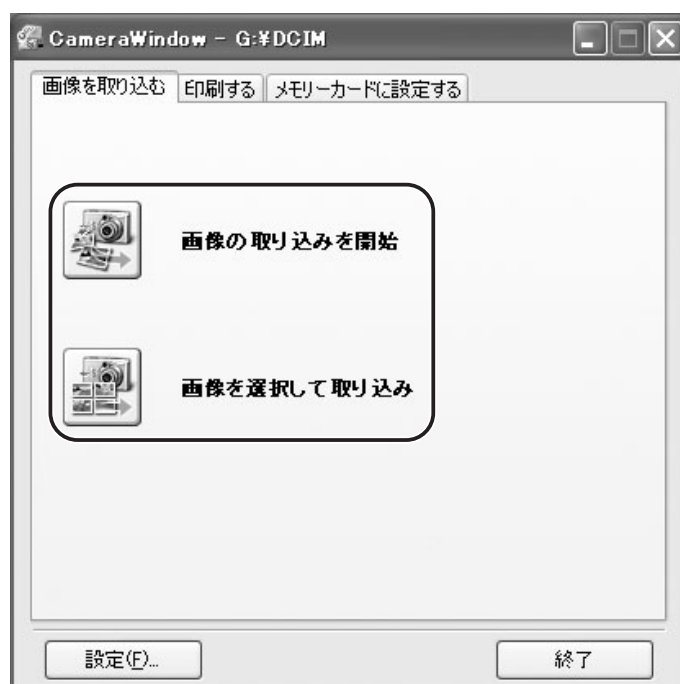 CameraWindow - G:¥DCIM
画像を取り込む 印刷する メモリーカードに設定する
画像の取り込みを開始
画像を選択して取り込み
設定(F)... 終了